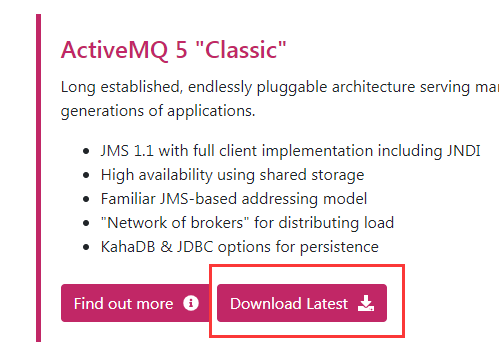 ActiveMQ 5 "Classic"
Long established, endlessly pluggable architecture serving
generations of applications.
JMS 1.1 with full client implementation including JNDI
High availability using shared storage
Familiar JMS-based addressing model
"Network of brokers" for distributing load
KahaDB & JDBC options for persistence
Find out more
Download Latest